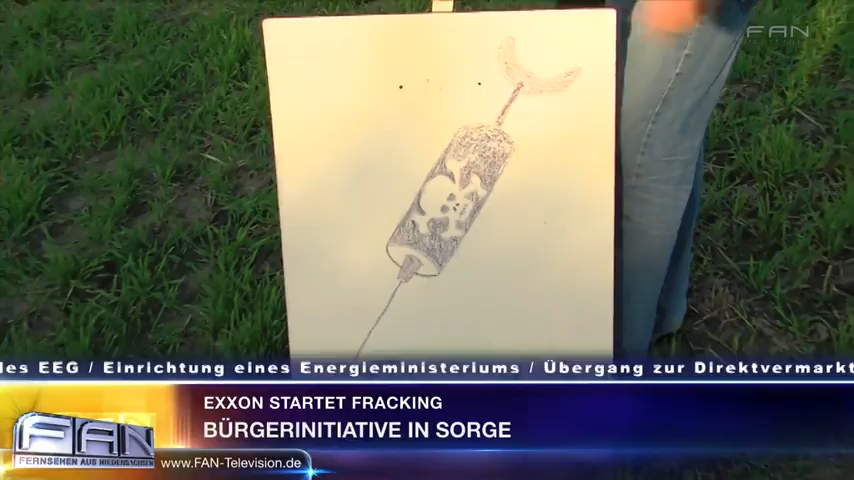 FAN
les EEG / Einrichtung eines Energieministeriums / Übergang zur Direktvermarkt
EXXON STARTET FRACKING
BÜRGERINITIATIVE IN SORGE
FAN
FERNSEHEN AUS NIEDERSACHSEN
www.FAN-Television.de